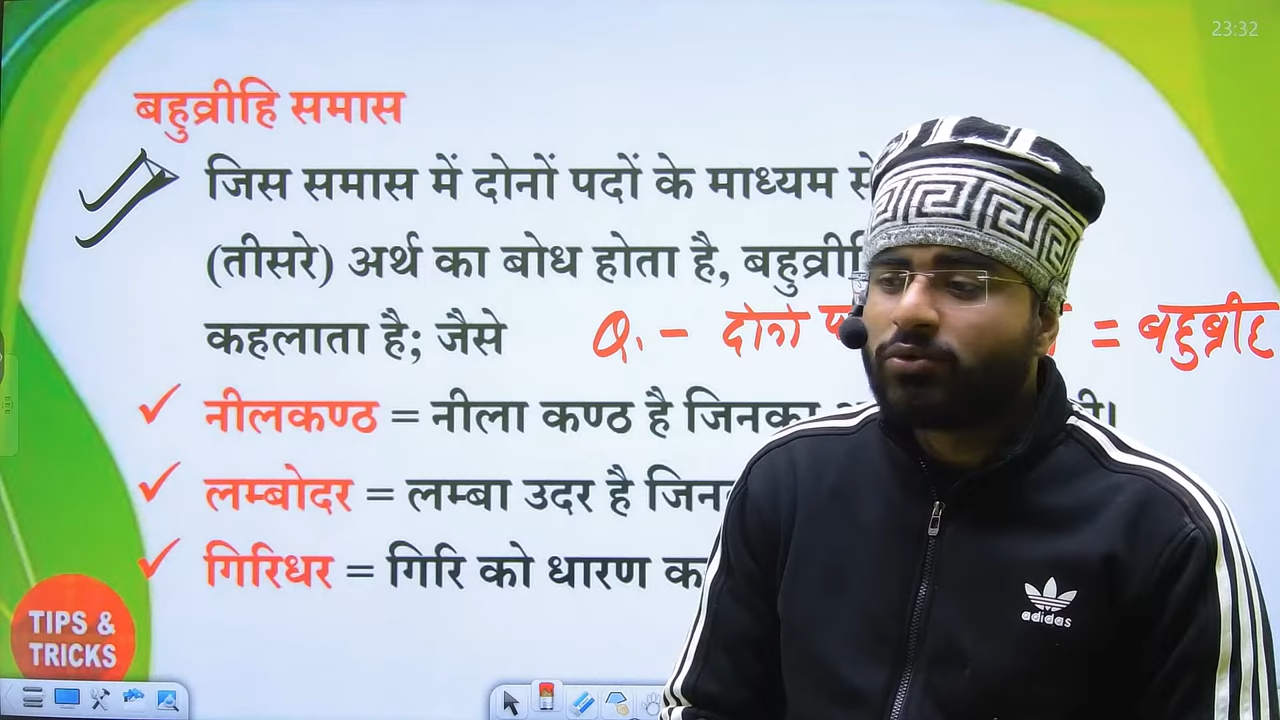 23:32
बहुव्रीहि समास
जिस समास में दोनों पदों के माध्यम से
(तीसरे) अर्थ का बोध होता है,
कहलाता है; जैसे
Q. – दोनो = बहुब्रीह
नीलकण्ठ = नीला कण्ठ है जिनका
लम्बोदर = लम्बा उदर है
गिरिधर = गिरि को धारण
TIPS &
TRICKS
adidas